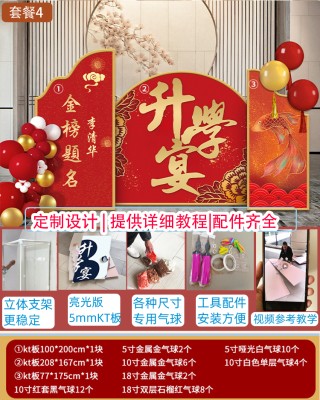 套餐4
①
金榜題名
李清华
②
升學宴
③
定制设计|提供详细教程|配件齐全
升学宴
立体支架
更稳定
亮光版
5mmKT板
各种尺寸
专用气球
工具配件
安装方便
视频参考教学
①kt板100*200cm*1块
②kt板208*167cm*1块
③kt板77*175cm*1块
10寸红套黑气球12个
5寸金属金气球2个
10寸金属金气球6个
18寸金属金气球2个
18寸双层石榴红气球8个
5寸哑光白气球10个
10寸白色单层气球4个